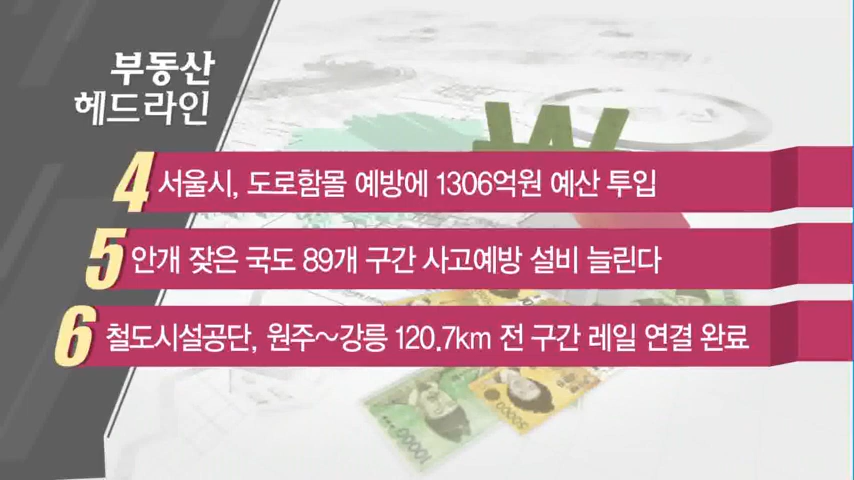 부동산
헤드라인
4 서울시, 도로함몰 예방에 1306억원 예산 투입
5 안개 잦은 국도 89개 구간 사고예방 설비 늘린다
6 철도시설공단, 원주~강릉 120.7km 전 구간 레일 연결 완료
10000
50000